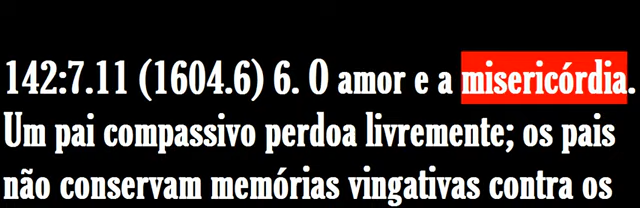 142:7.11 (1604.6) 6. O amor e a misericórdia.
Um pai compassivo perdoa livremente; os pais
não conservam memórias vingativas contra os